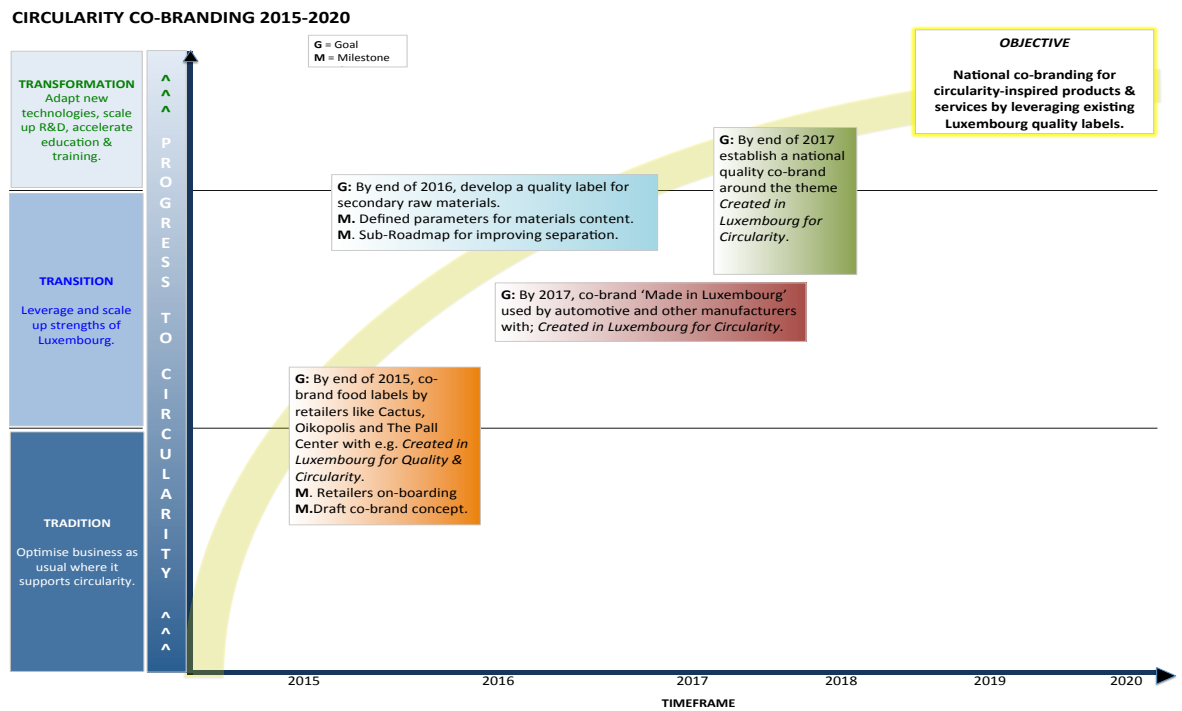 CIRCULARITY CO-BRANDING 2015-2020
G = Goal
M = Milestone
OBJECTIVE
National co-branding for
circularity-inspired products &
services by leveraging existing
Luxembourg quality labels.
TRANSFORMATION
Adapt new
technologies, scale
up R&D, accelerate
education &
training.
TRANSITION
Leverage and scale
up strengths of
Luxembourg.
TRADITION
Optimise business as
usual where it
supports circularity.
^ ^ ^ PROGRESS TO CIRCULARITY ^ ^ ^
G: By end of 2017
establish a national
quality co-brand
around the theme
Created in
Luxembourg for
Circularity.
G: By end of 2016, develop a quality label for
secondary raw materials.
M. Defined parameters for materials content.
M. Sub-Roadmap for improving separation.
G: By 2017, co-brand ‘Made in Luxembourg’
used by automotive and other manufacturers
with; Created in Luxembourg for Circularity.
G: By end of 2015, co-
brand food labels by
retailers like Cactus,
Oikopolis and The Pall
Center with e.g. Created in
Luxembourg for Quality &
Circularity.
M. Retailers on-boarding
M.Draft co-brand concept.
2015 2016 2017 2018 2019 2020
TIMEFRAME